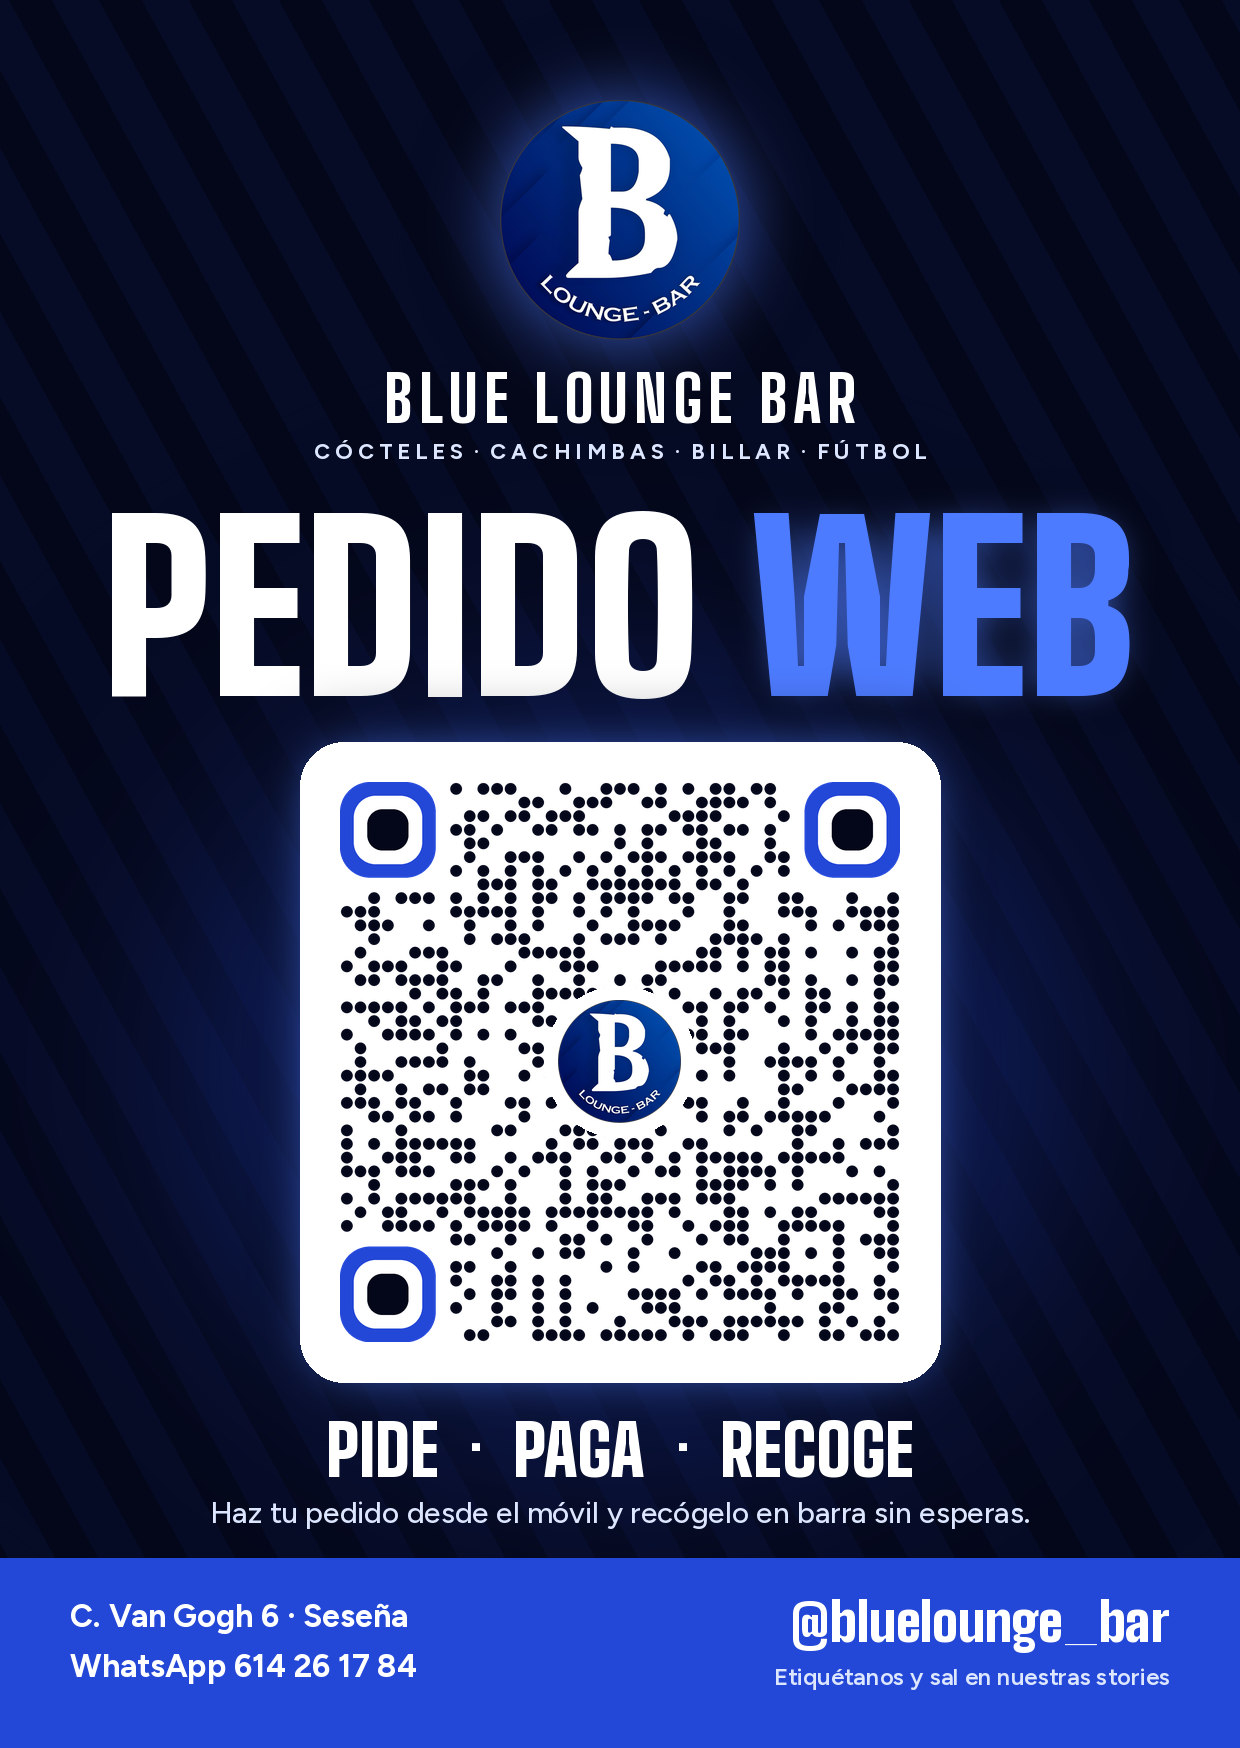 B
LOUNGE - BAR
BLUE LOUNGE BAR
CÓCTELES · CACHIMBAS · BILLAR · FÚTBOL
PEDIDO WEB
B
LOUNGE - BAR
PIDE · PAGA · RECOGE
Haz tu pedido desde el móvil y recógelo en barra sin esperas.
C. Van Gogh 6 · Seseña
WhatsApp 614 26 17 84
@bluelounge_bar
Etiquétanos y sal en nuestras stories